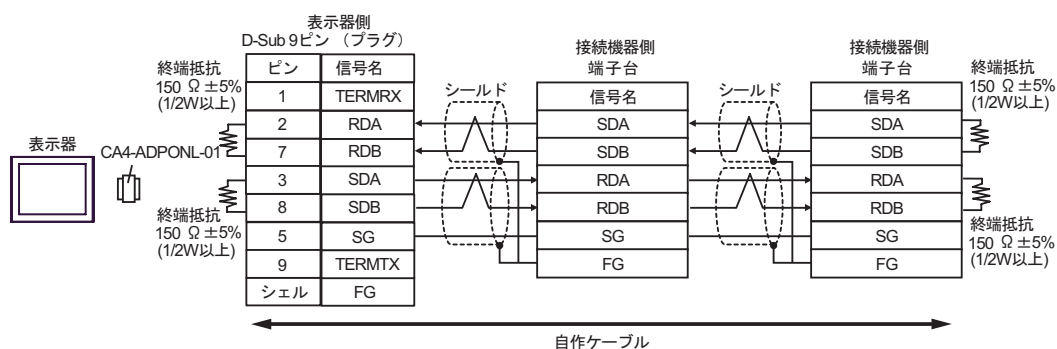 表示器側
D-Sub 9ピン (プラグ)
ピン 信号名
1 TERMRX
2 RDA
7 RDB
3 SDA
8 SDB
5 SG
9 TERMTX
シェル FG
終端抵抗
150 Ω ±5%
(1/2W以上)
表示器
CA4-ADPONL-01
終端抵抗
150 Ω ±5%
(1/2W以上)
シールド
接続機器側
端子台
信号名
SDA
SDB
RDA
RDB
SG
FG
シールド
接続機器側
端子台
信号名
SDA
SDB
RDA
RDB
SG
FG
終端抵抗
150 Ω ±5%
(1/2W以上)
終端抵抗
150 Ω ±5%
(1/2W以上)
自作ケーブル